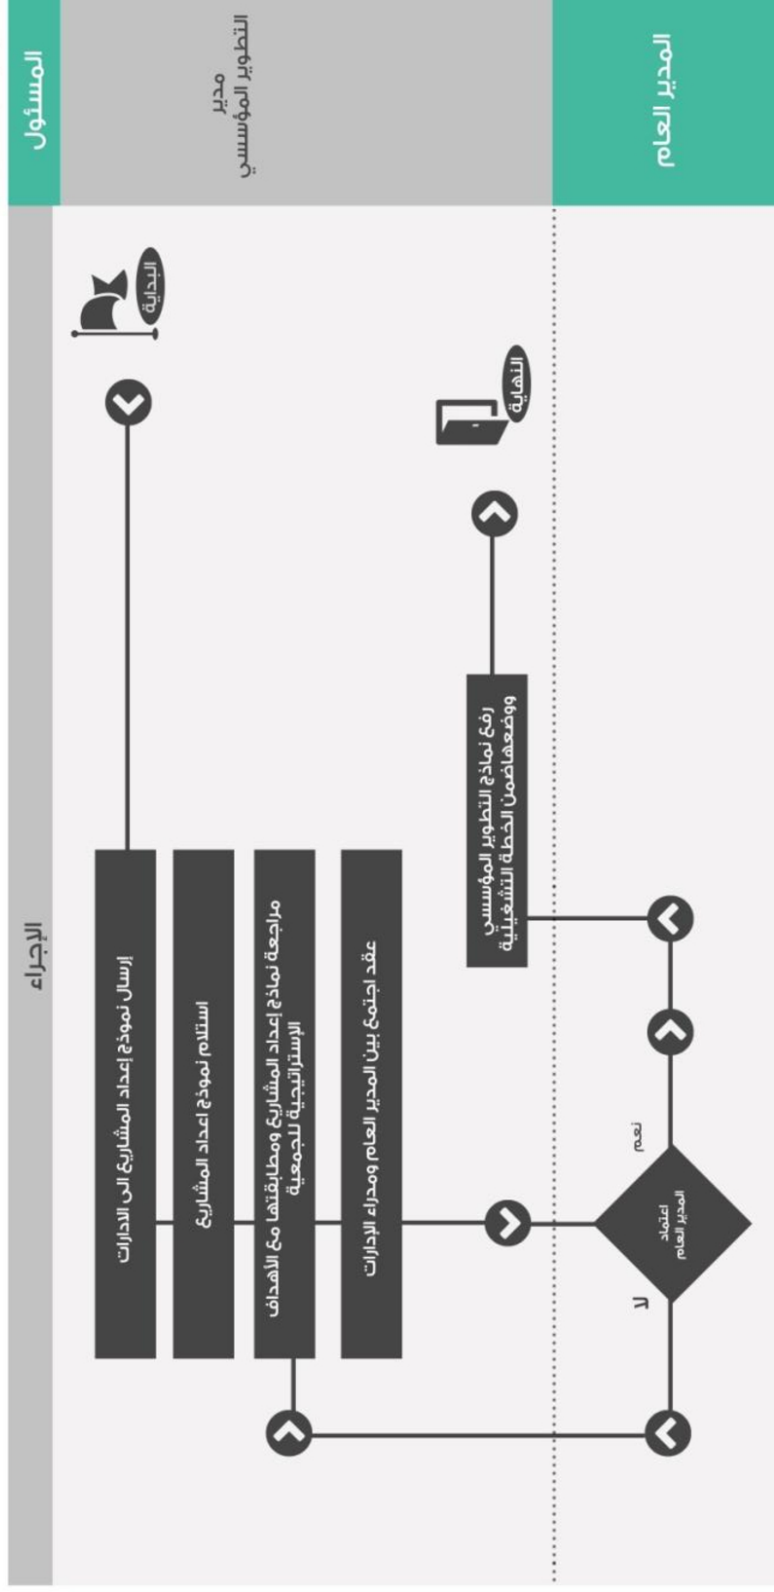 المسئول
الإجراء
مدير
التطوير المؤسسي
البداية
إرسال نموذج إعداد المشاريع الى الادارات
استلام نموذج اعداد المشاريع
مراجعة نماذج إعداد المشاريع ومطابقتها مع الأهداف
الإستراتيجية للجمعية
عقد اجتمع بين المدير العام ومدراء الإدارات
رفع نماذج التطوير المؤسسي
ووضعهاضمن الخطة التشغيلية
النهاية
المدير العام
اعتماد
المدير العام
نعم
لا